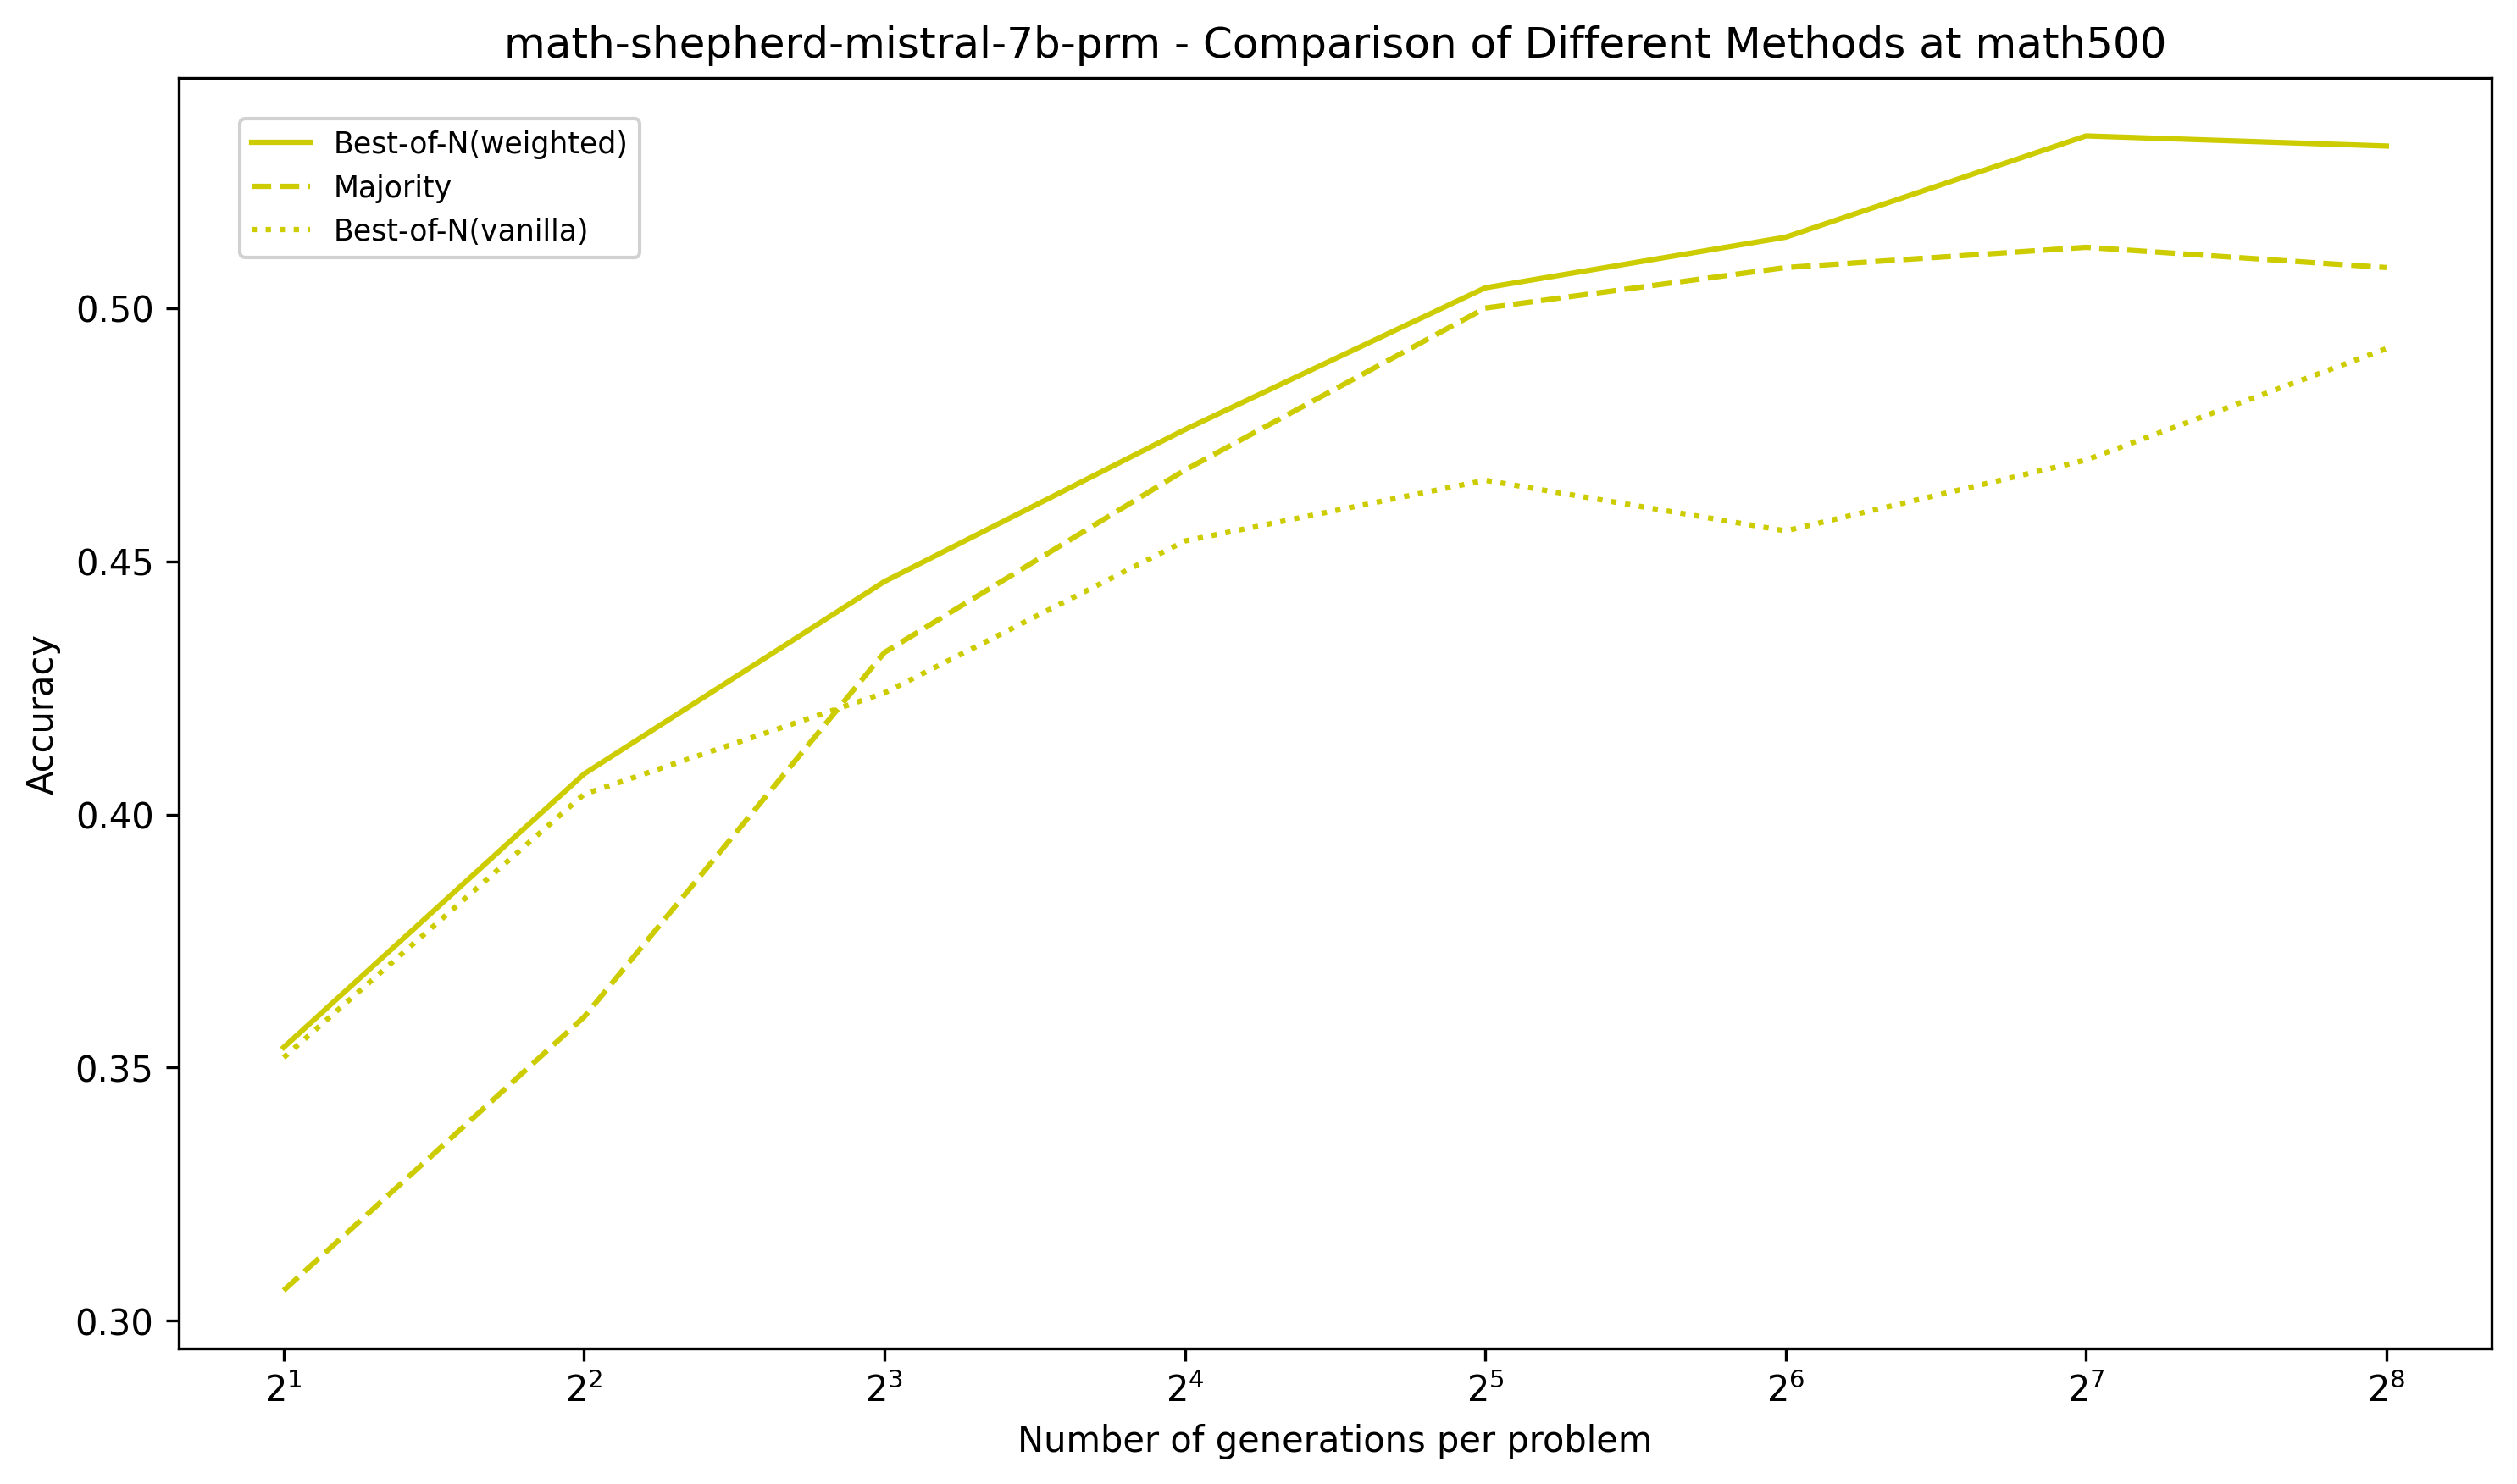 math-shepherd-mistral-7b-prm - Comparison of Different Methods at math500
Best-of-N(weighted)
Majority
Best-of-N(vanilla)
Accuracy
0.50
0.45
0.40
0.35
0.30
2¹ 2² 2³ 2⁴ 2⁵ 2⁶ 2⁷ 2⁸
Number of generations per problem